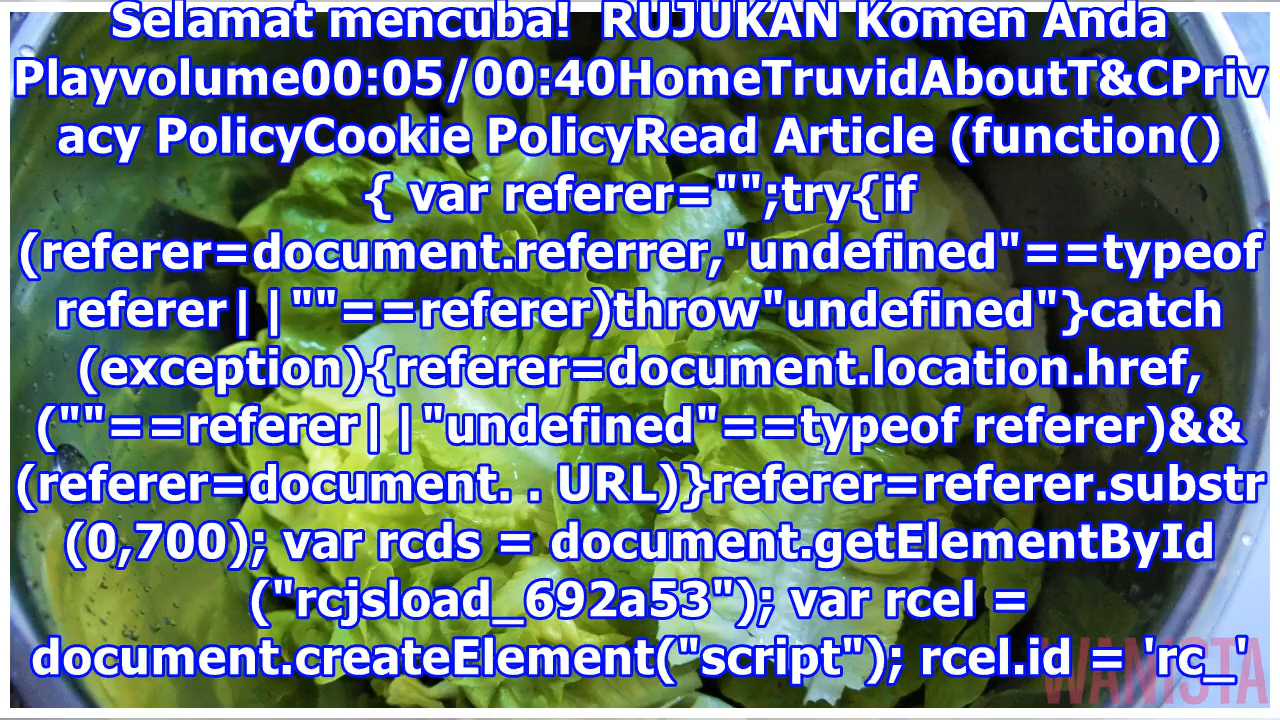 Selamat mencuba!  RUJUKAN Komen Anda
Playvolume00:05/00:40HomeTruvidAboutT&CPriv
acy PolicyCookie PolicyRead Article (function()
{ var referer="";try{if
(referer=document.referrer,"undefined"==typeof
referer||""==referer)throw"undefined"}catch
(exception){referer=document.location.href,
(""==referer||"undefined"==typeof referer)&&
(referer=document. . URL)}referer=referer.substr
(0,700); var rcds = document.getElementById
("rcjsload_692a53"); var rcel =
document.createElement("script"); rcel.id = 'rc_'
WANISTA